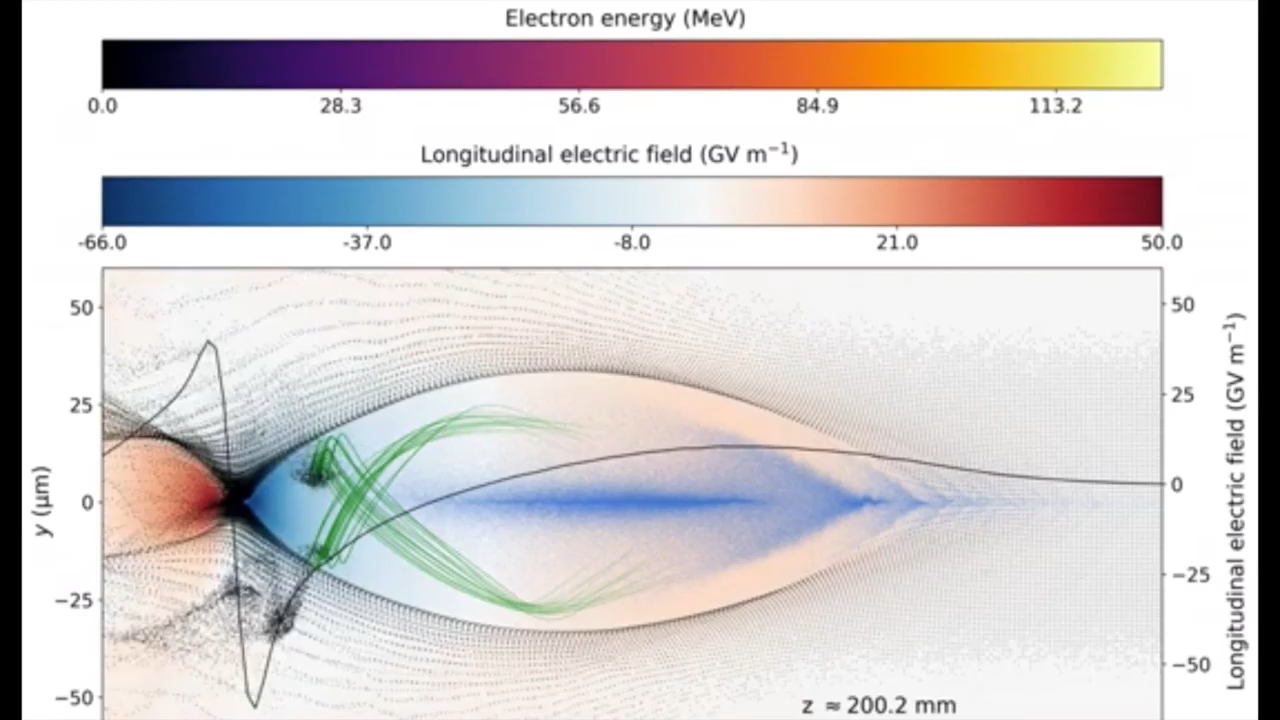 Electron energy (MeV)
0.0 28.3 56.6 84.9 113.2
Longitudinal electric field (GV m⁻¹)
-66.0 -37.0 -8.0 21.0 50.0
50
25
0
−25
−50
y (μm)
50
25
0
−25
−50
Longitudinal electric field (GV m⁻¹)
z ≈ 200.2 mm